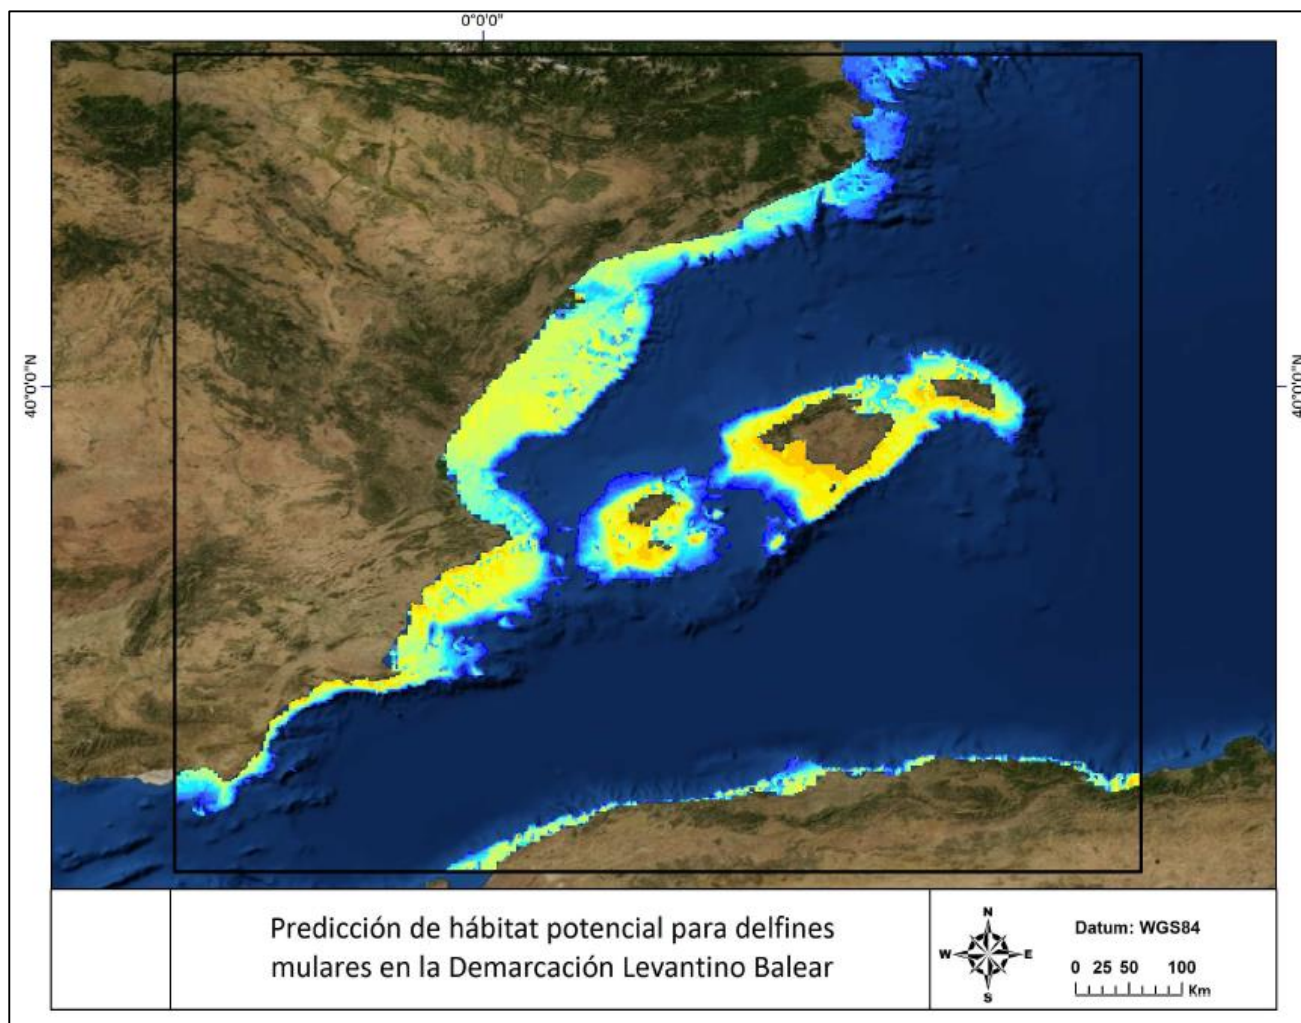 0°0'0"
40°0'0"N
40°0'0"N
Predicción de hábitat potencial para delfines
mulares en la Demarcación Levantino Balear
N
W
E
S
Datum: WGS84
0 25 50 100
Km